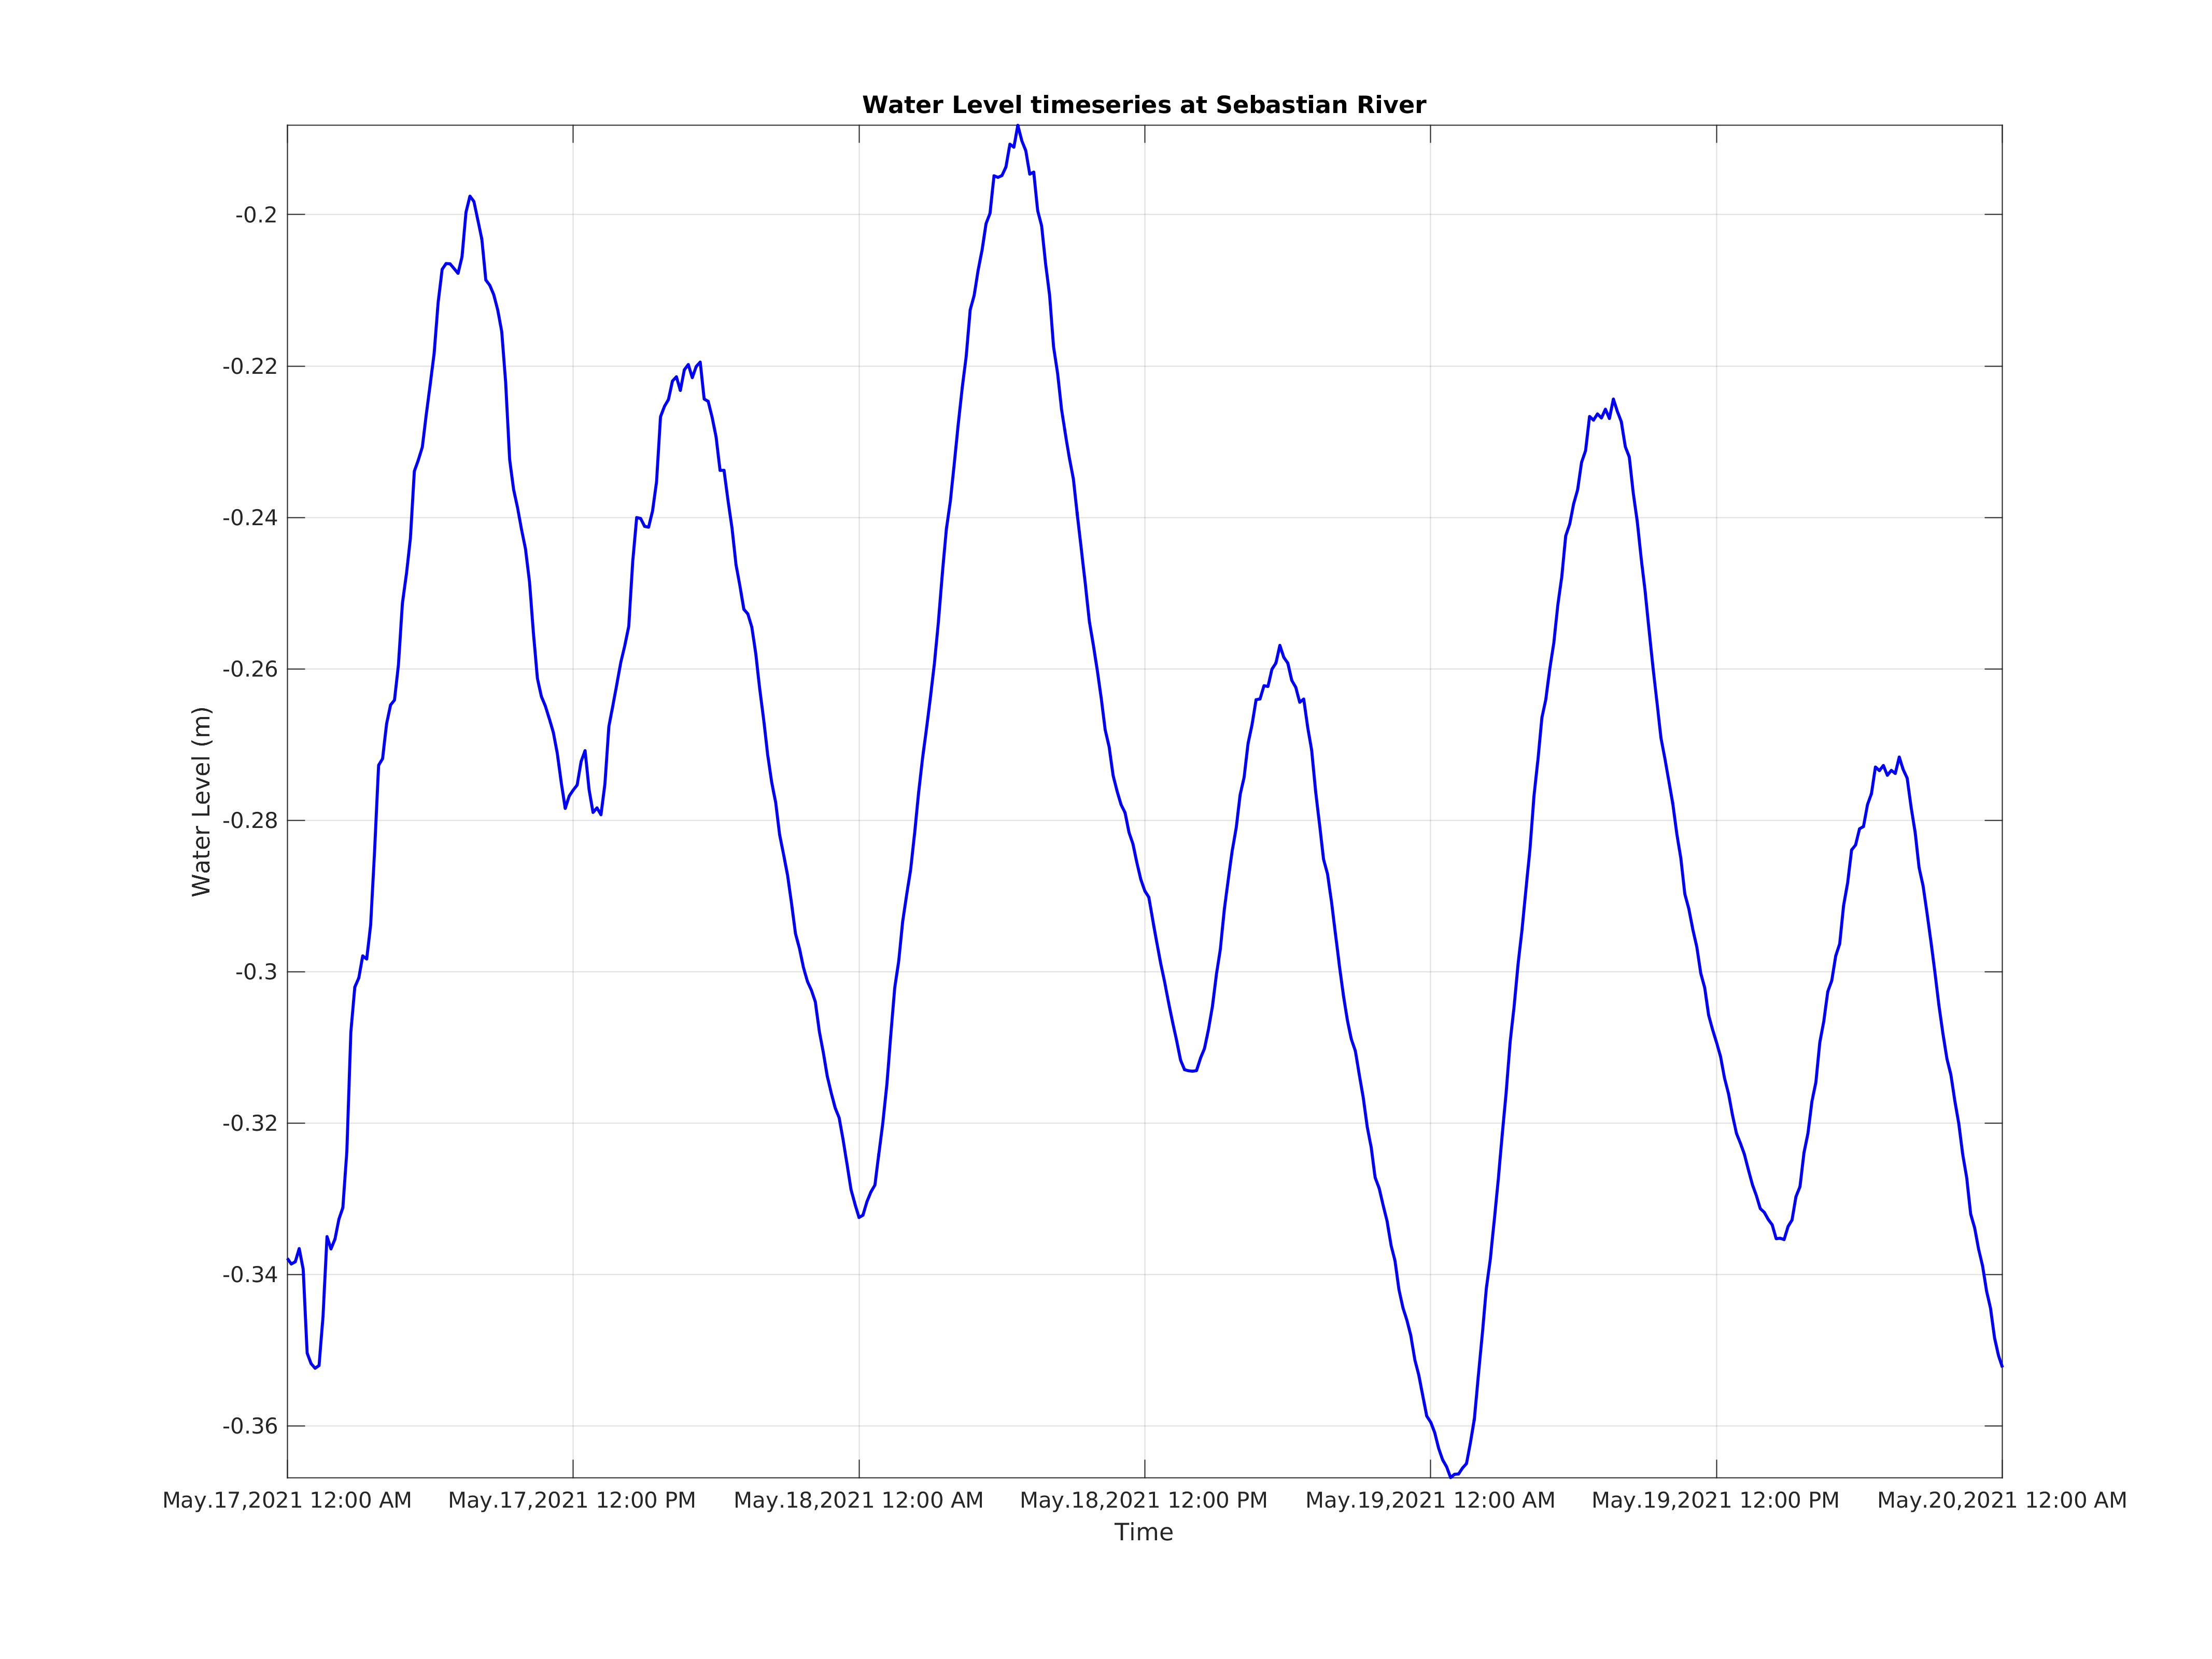 Water Level timeseries at Sebastian River
-0.2
-0.22
-0.24
-0.26
-0.28
-0.3
-0.32
-0.34
-0.36
Water Level (m)
May.17,2021 12:00 AM
May.17,2021 12:00 PM
May.18,2021 12:00 AM
May.18,2021 12:00 PM
May.19,2021 12:00 AM
May.19,2021 12:00 PM
May.20,2021 12:00 AM
Time